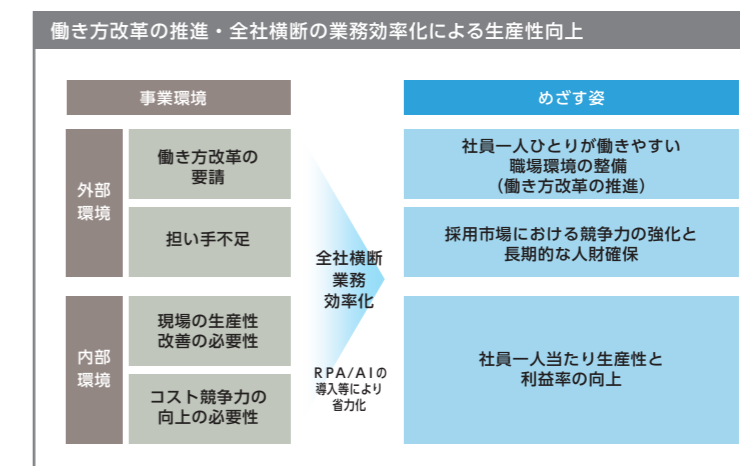 働き方改革の推進・全社横断の業務効率化による生産性向上
事業環境
めざす姿
外部
環境
働き方改革の
要請
担い手不足
内部
環境
現場の生産性
改善の必要性
コスト競争力の
向上の必要性
全社横断
業務
効率化
RPA/AIの
導入等により
省力化
社員一人ひとりが働きやすい
職場環境の整備
（働き方改革の推進）
採用市場における競争力の強化と
長期的な人財確保
社員一人当たり生産性と
利益率の向上